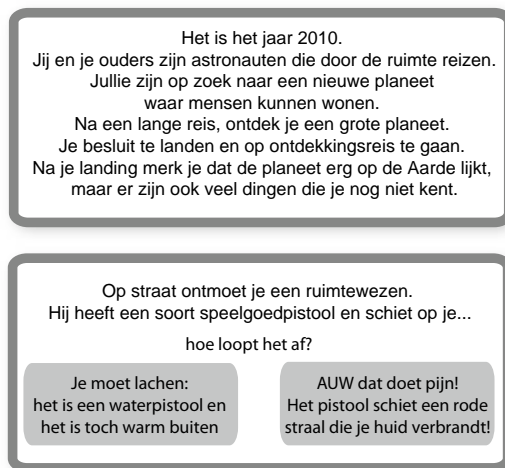 Het is het jaar 2010.
Jij en je ouders zijn astronauten die door de ruimte reizen.
Jullie zijn op zoek naar een nieuwe planeet
waar mensen kunnen wonen.
Na een lange reis, ontdek je een grote planeet.
Je besluit te landen en op ontdekkingsreis te gaan.
Na je landing merk je dat de planeet erg op de Aarde lijkt,
maar er zijn ook veel dingen die je nog niet kent.
Op straat ontmoet je een ruimtewezen.
Hij heeft een soort speelgoedpistool en schiet op je...
hoe loopt het af?
Je moet lachen:
het is een waterpistool en
het is toch warm buiten
AUW dat doet pijn!
Het pistool schiet een rode
straal die je huid verbrandt!